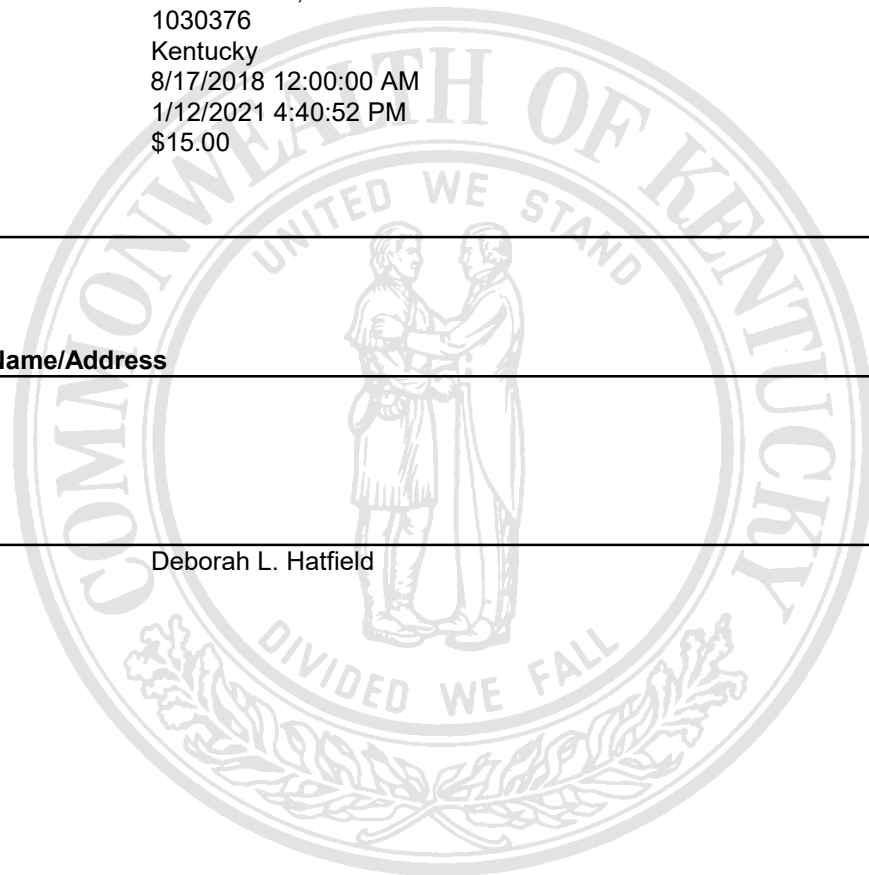 1030376
Kentucky
8/17/2018 12:00:00 AM
1/12/2021 4:40:52 PM
$15.00
COMMONWEALTH OF KENTUCKY
UNITED WE STAND
Name/Address
Deborah L. Hatfield
DIVIDED WE FALL